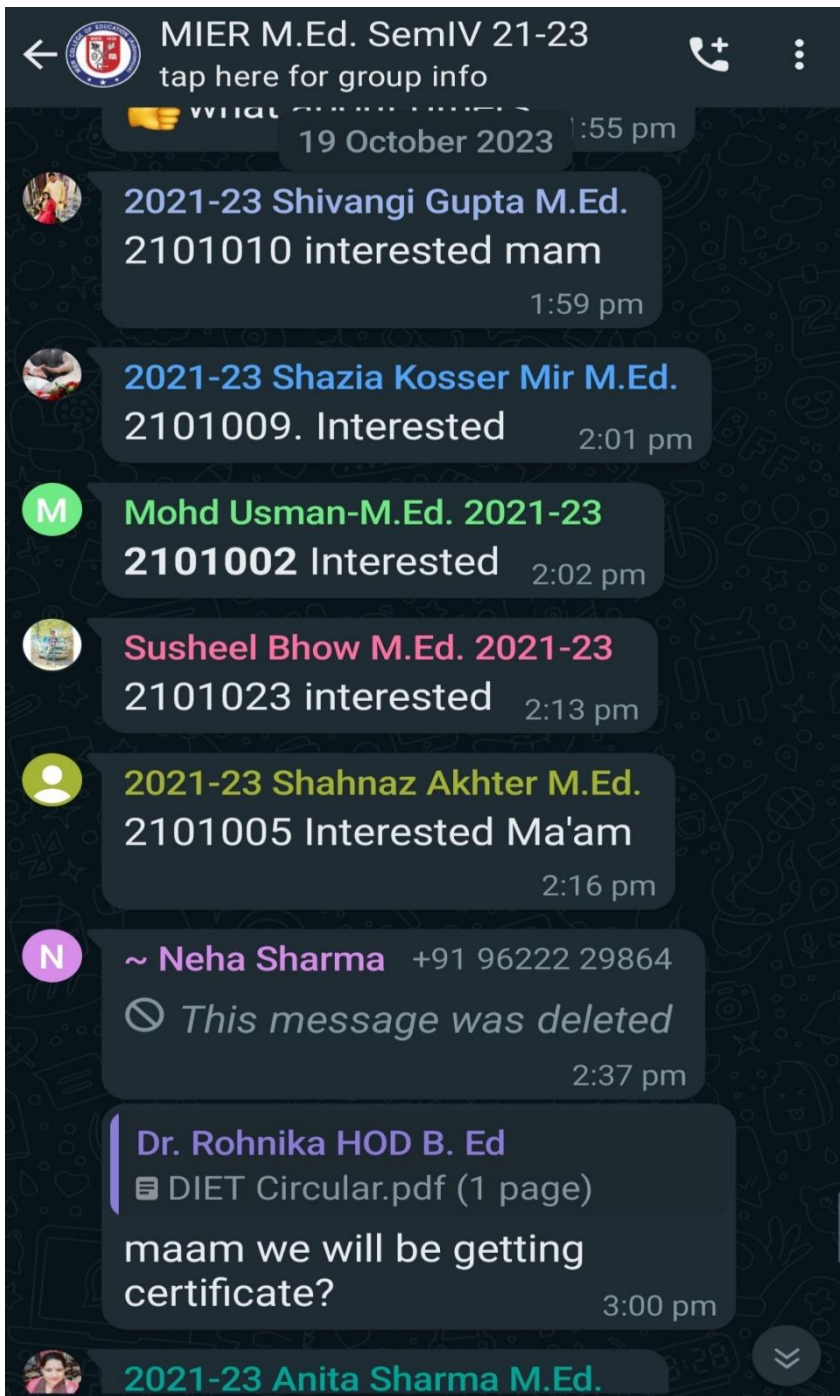 MIER M.Ed. SemIV 21-23
tap here for group info
what about
1:55 pm
19 October 2023
2021-23 Shivangi Gupta M.Ed.
2101010 interested mam
1:59 pm
2021-23 Shazia Kosser Mir M.Ed.
2101009. Interested 2:01 pm
M
Mohd Usman-M.Ed. 2021-23
2101002 Interested 2:02 pm
Susheel Bhow M.Ed. 2021-23
2101023 interested 2:13 pm
2021-23 Shahnaz Akhter M.Ed.
2101005 Interested Ma'am
2:16 pm
N
~ Neha Sharma +91 96222 29864
This message was deleted
2:37 pm
Dr. Rohnika HOD B. Ed
DIET Circular.pdf (1 page)
maam we will be getting
certificate? 3:00 pm
2021-23 Anita Sharma M.Ed.